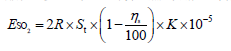 Eso₂ = 2R × Sₜ × (1 − ηₛ/100) × K × 10⁻⁵